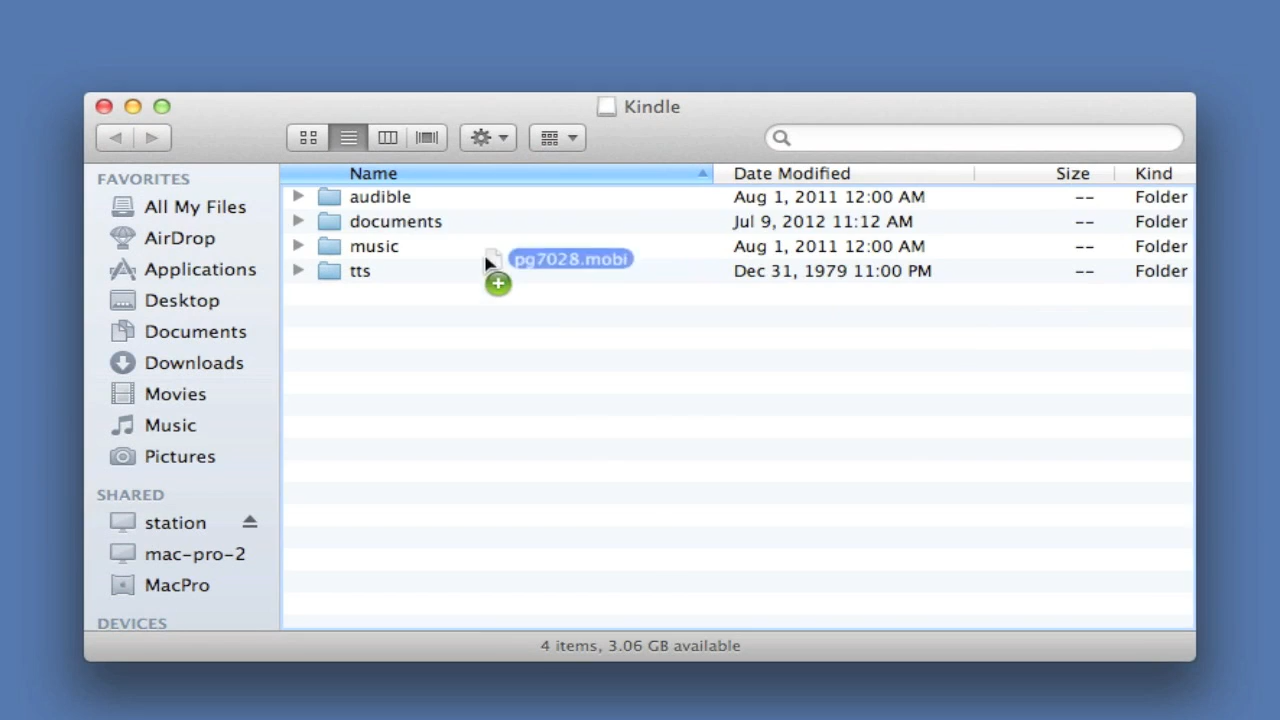 Kindle
FAVORITES
All My Files
AirDrop
Applications
Desktop
Documents
Downloads
Movies
Music
Pictures
SHARED
station
mac-pro-2
MacPro
DEVICES
Name Date Modified Size Kind
audible Aug 1, 2011 12:00 AM -- Folder
documents Jul 9, 2012 11:12 AM -- Folder
music Aug 1, 2011 12:00 AM -- Folder
pg7028.mobi
tts Dec 31, 1979 11:00 PM -- Folder
4 items, 3.06 GB available